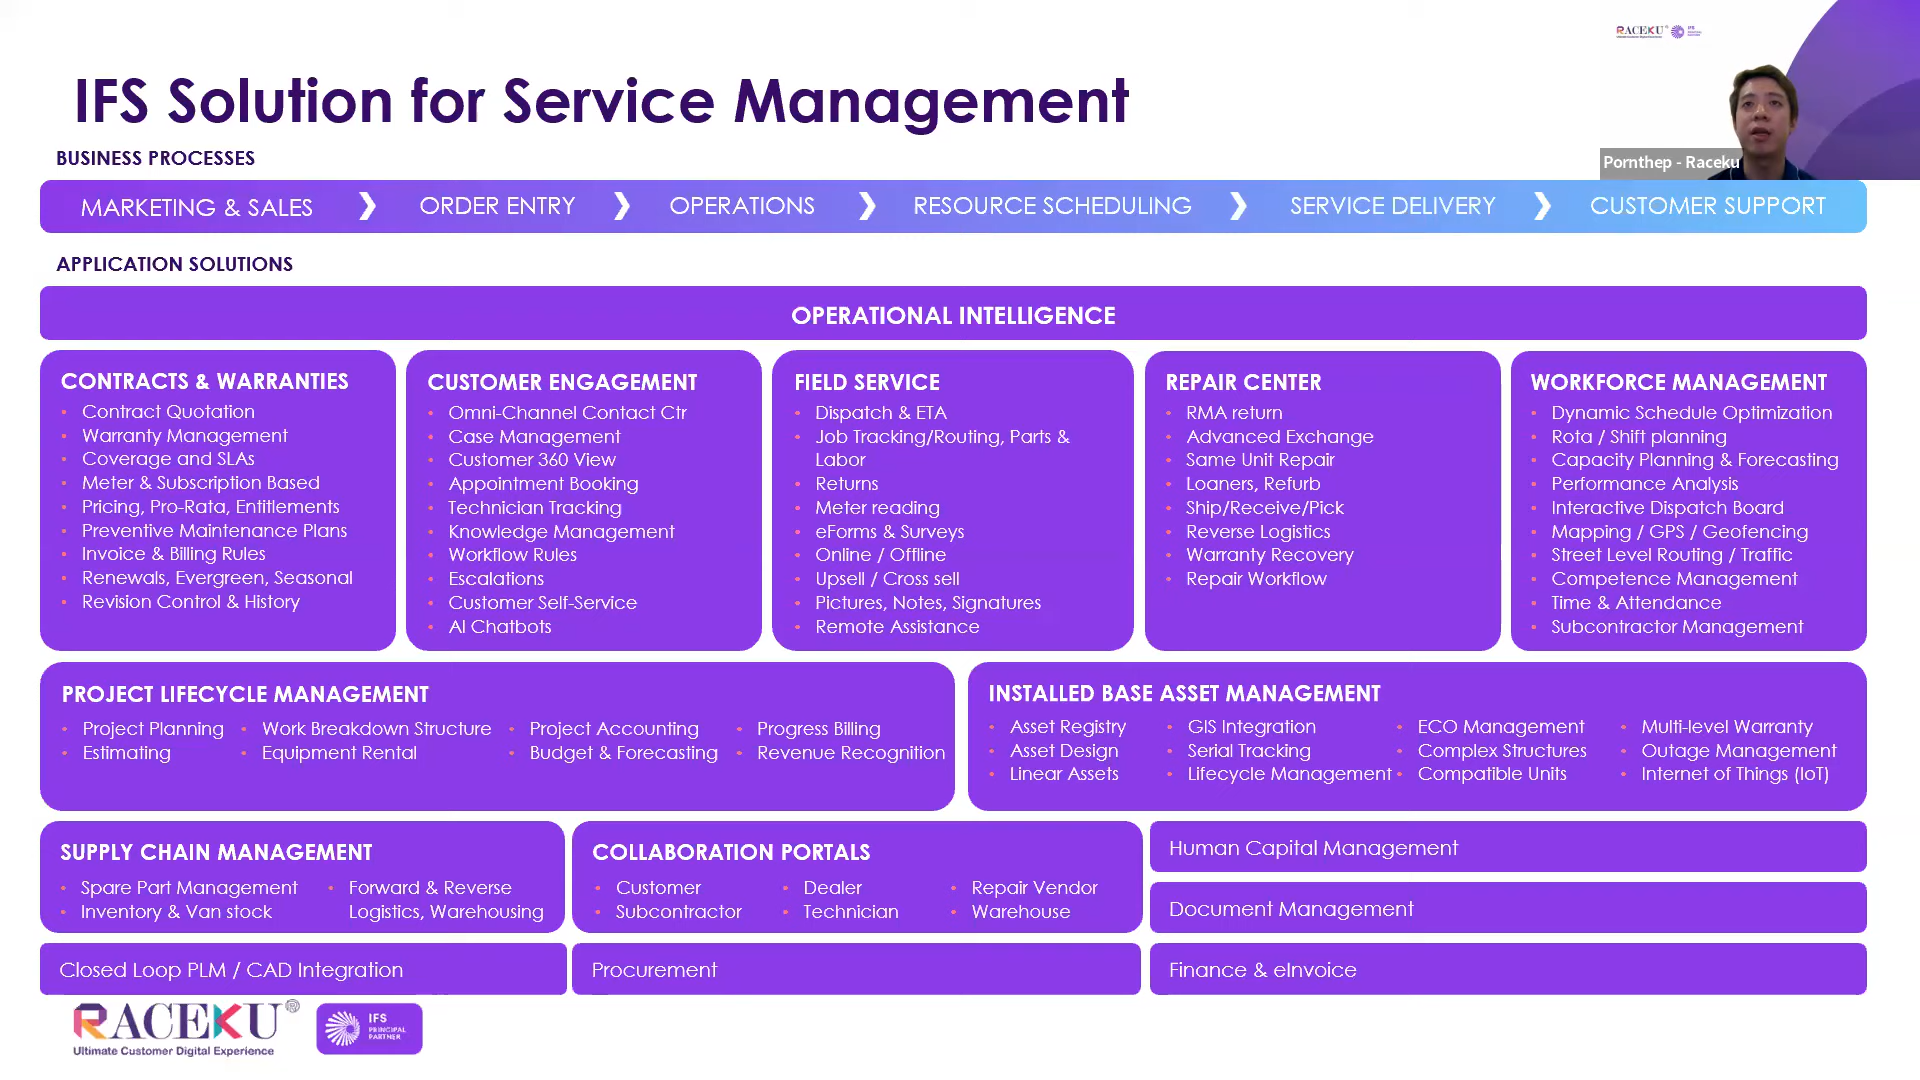 RACEKU
IFS
IFS Solution for Service Management
Pornthep - Raceku
BUSINESS PROCESSES
MARKETING & SALES
ORDER ENTRY
OPERATIONS
RESOURCE SCHEDULING
SERVICE DELIVERY
CUSTOMER SUPPORT
APPLICATION SOLUTIONS
OPERATIONAL INTELLIGENCE
CONTRACTS & WARRANTIES
Contract Quotation
Warranty Management
Coverage and SLAs
Meter & Subscription Based
Pricing, Pro-Rata, Entitlements
Preventive Maintenance Plans
Invoice & Billing Rules
Renewals, Evergreen, Seasonal
Revision Control & History
CUSTOMER ENGAGEMENT
Omni-Channel Contact Ctr
Case Management
Customer 360 View
Appointment Booking
Technician Tracking
Knowledge Management
Workflow Rules
Escalations
Customer Self-Service
AI Chatbots
FIELD SERVICE
Dispatch & ETA
Job Tracking/Routing, Parts &
Labor
Returns
Meter reading
eForms & Surveys
Online / Offline
Upsell / Cross sell
Pictures, Notes, Signatures
Remote Assistance
REPAIR CENTER
RMA return
Advanced Exchange
Same Unit Repair
Loaners, Refurb
Ship/Receive/Pick
Reverse Logistics
Warranty Recovery
Repair Workflow
WORKFORCE MANAGEMENT
Dynamic Schedule Optimization
Rota / Shift planning
Capacity Planning & Forecasting
Performance Analysis
Interactive Dispatch Board
Mapping / GPS / Geofencing
Street Level Routing / Traffic
Competence Management
Time & Attendance
Subcontractor Management
PROJECT LIFECYCLE MANAGEMENT
Project Planning
Estimating
Work Breakdown Structure
Equipment Rental
Project Accounting
Budget & Forecasting
Progress Billing
Revenue Recognition
INSTALLED BASE ASSET MANAGEMENT
Asset Registry
Asset Design
Linear Assets
GIS Integration
Serial Tracking
Lifecycle Management
ECO Management
Complex Structures
Compatible Units
Multi-level Warranty
Outage Management
Internet of Things (IoT)
SUPPLY CHAIN MANAGEMENT
Spare Part Management
Inventory & Van stock
Forward & Reverse
Logistics, Warehousing
COLLABORATION PORTALS
Customer
Subcontractor
Dealer
Technician
Repair Vendor
Warehouse
Human Capital Management
Document Management
Closed Loop PLM / CAD Integration
Procurement
Finance & eInvoice
RACEKU®
Ultimate Customer Digital Experience
IFS
PRINCIPAL
PARTNER